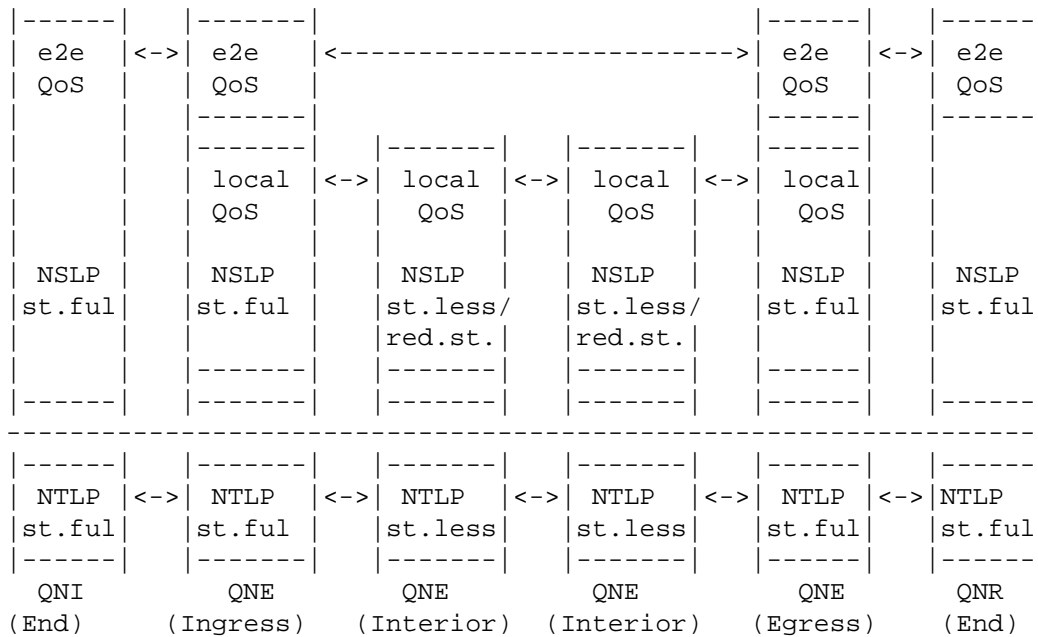 |------|   |-------|                           |------|   |------
| e2e  |<->| e2e   |<------------------------->| e2e  |<->| e2e
| QoS  |   | QoS   |                           | QoS  |   | QoS
|      |   |-------|                           |------|   |------
|      |   |-------|   |-------|   |-------|   |------|   |
|      |   | local |<->| local |<->| local |<->| local|   |
|      |   | QoS   |   |  QoS  |   |  QoS  |   |  QoS |   |
|      |   |       |   |       |   |       |   |      |   |
| NSLP |   | NSLP  |   | NSLP  |   | NSLP  |   | NSLP |   | NSLP
|st.ful|   |st.ful |   |st.less/   |st.less/   |st.ful|   |st.ful
|      |   |       |   |red.st.|   |red.st.|   |      |   |
|      |   |-------|   |-------|   |-------|   |------|   |
|------|   |-------|   |-------|   |-------|   |------|   |------
------------------------------------------------------------------
|------|   |-------|   |-------|   |-------|   |------|   |------
| NTLP |<->| NTLP  |<->| NTLP  |<->| NTLP  |<->| NTLP |<->|NTLP
|st.ful|   |st.ful |   |st.less|   |st.less|   |st.ful|   |st.ful
|------|   |-------|   |-------|   |-------|   |------|   |------
  QNI         QNE         QNE         QNE         QNE        QNR
(End)     (Ingress)   (Interior)  (Interior)   (Egress)    (End)